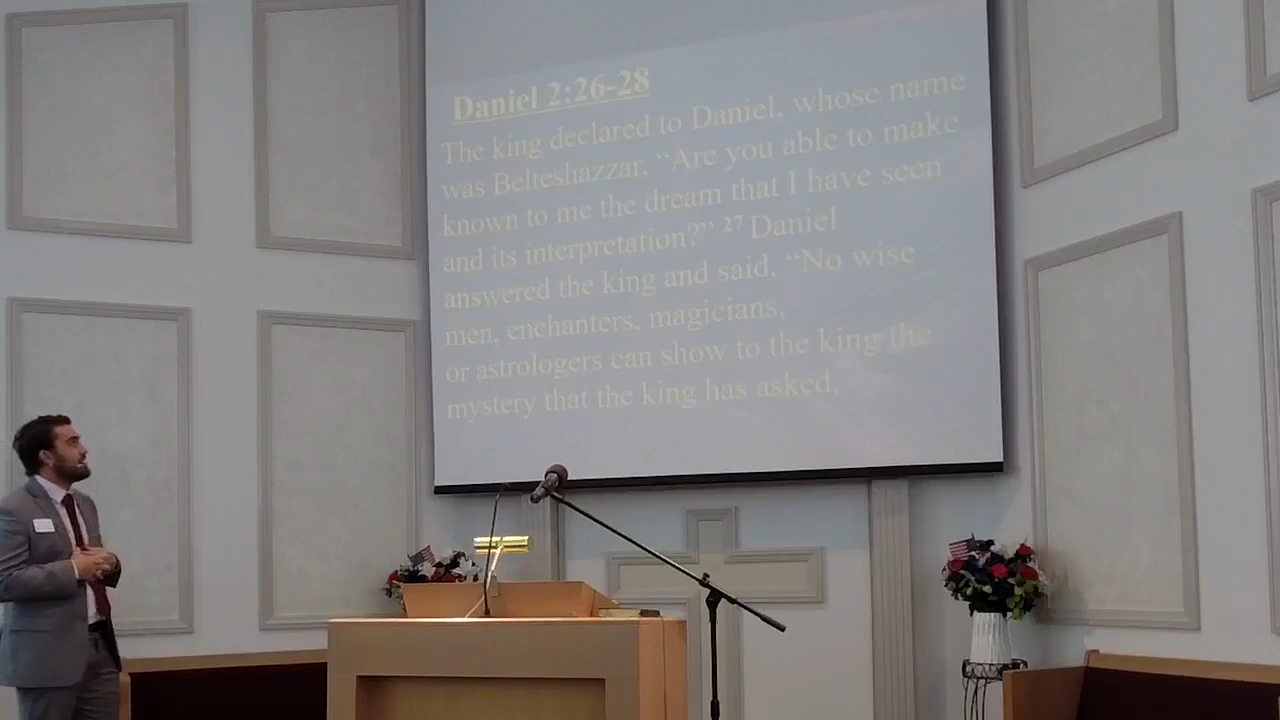 Daniel 2:26-28
The king declared to Daniel, whose name
was Belteshazzar, “Are you able to make
known to me the dream that I have seen
and its interpretation?” 27 Daniel
answered the king and said, “No wise
men, enchanters, magicians,
or astrologers can show to the king the
mystery that the king has asked,